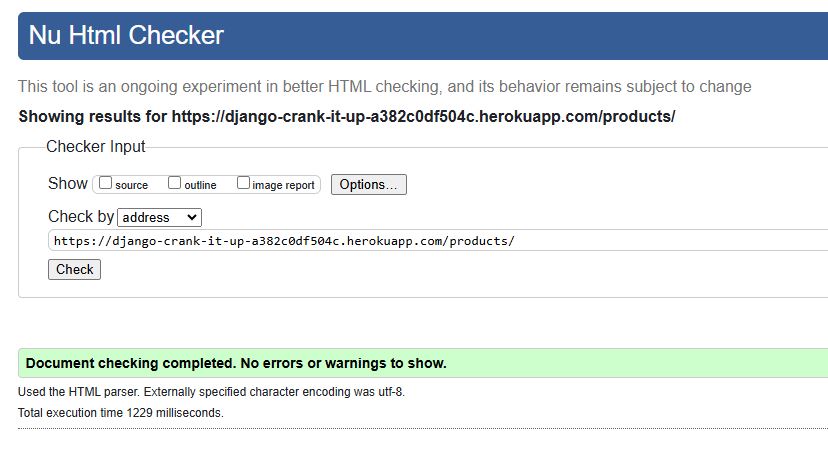 Nu Html Checker
This tool is an ongoing experiment in better HTML checking, and its behavior remains subject to change
Showing results for https://django-crank-it-up-a382c0df504c.herokuapp.com/products/
Checker Input
Show source outline image report Options...
Check by address
https://django-crank-it-up-a382c0df504c.herokuapp.com/products/
Check
Document checking completed. No errors or warnings to show.
Used the HTML parser. Externally specified character encoding was utf-8.
Total execution time 1229 milliseconds.